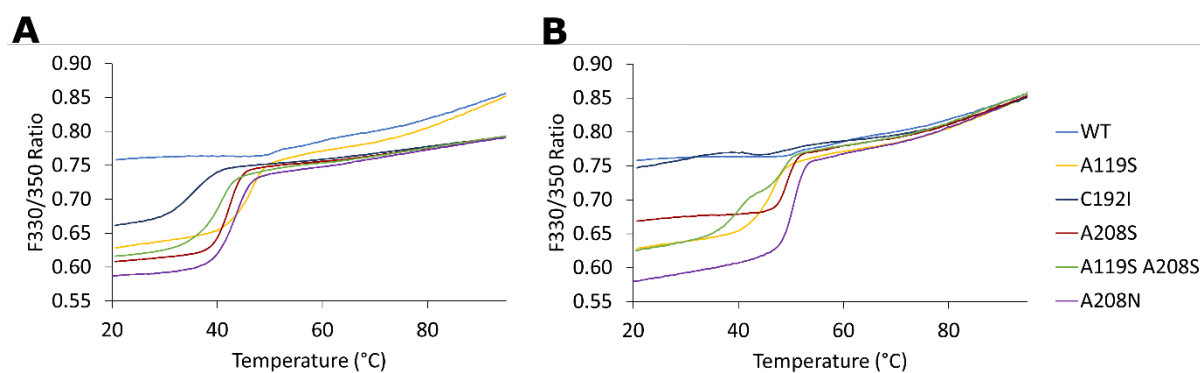 A
F330/350 Ratio
0.90
0.85
0.80
0.75
0.70
0.65
0.60
0.55
20
40
60
80
Temperature (°C)
B
F330/350 Ratio
0.90
0.85
0.80
0.75
0.70
0.65
0.60
0.55
20
40
60
80
Temperature (°C)
WT
A119S
C192I
A208S
A119S A208S
A208N